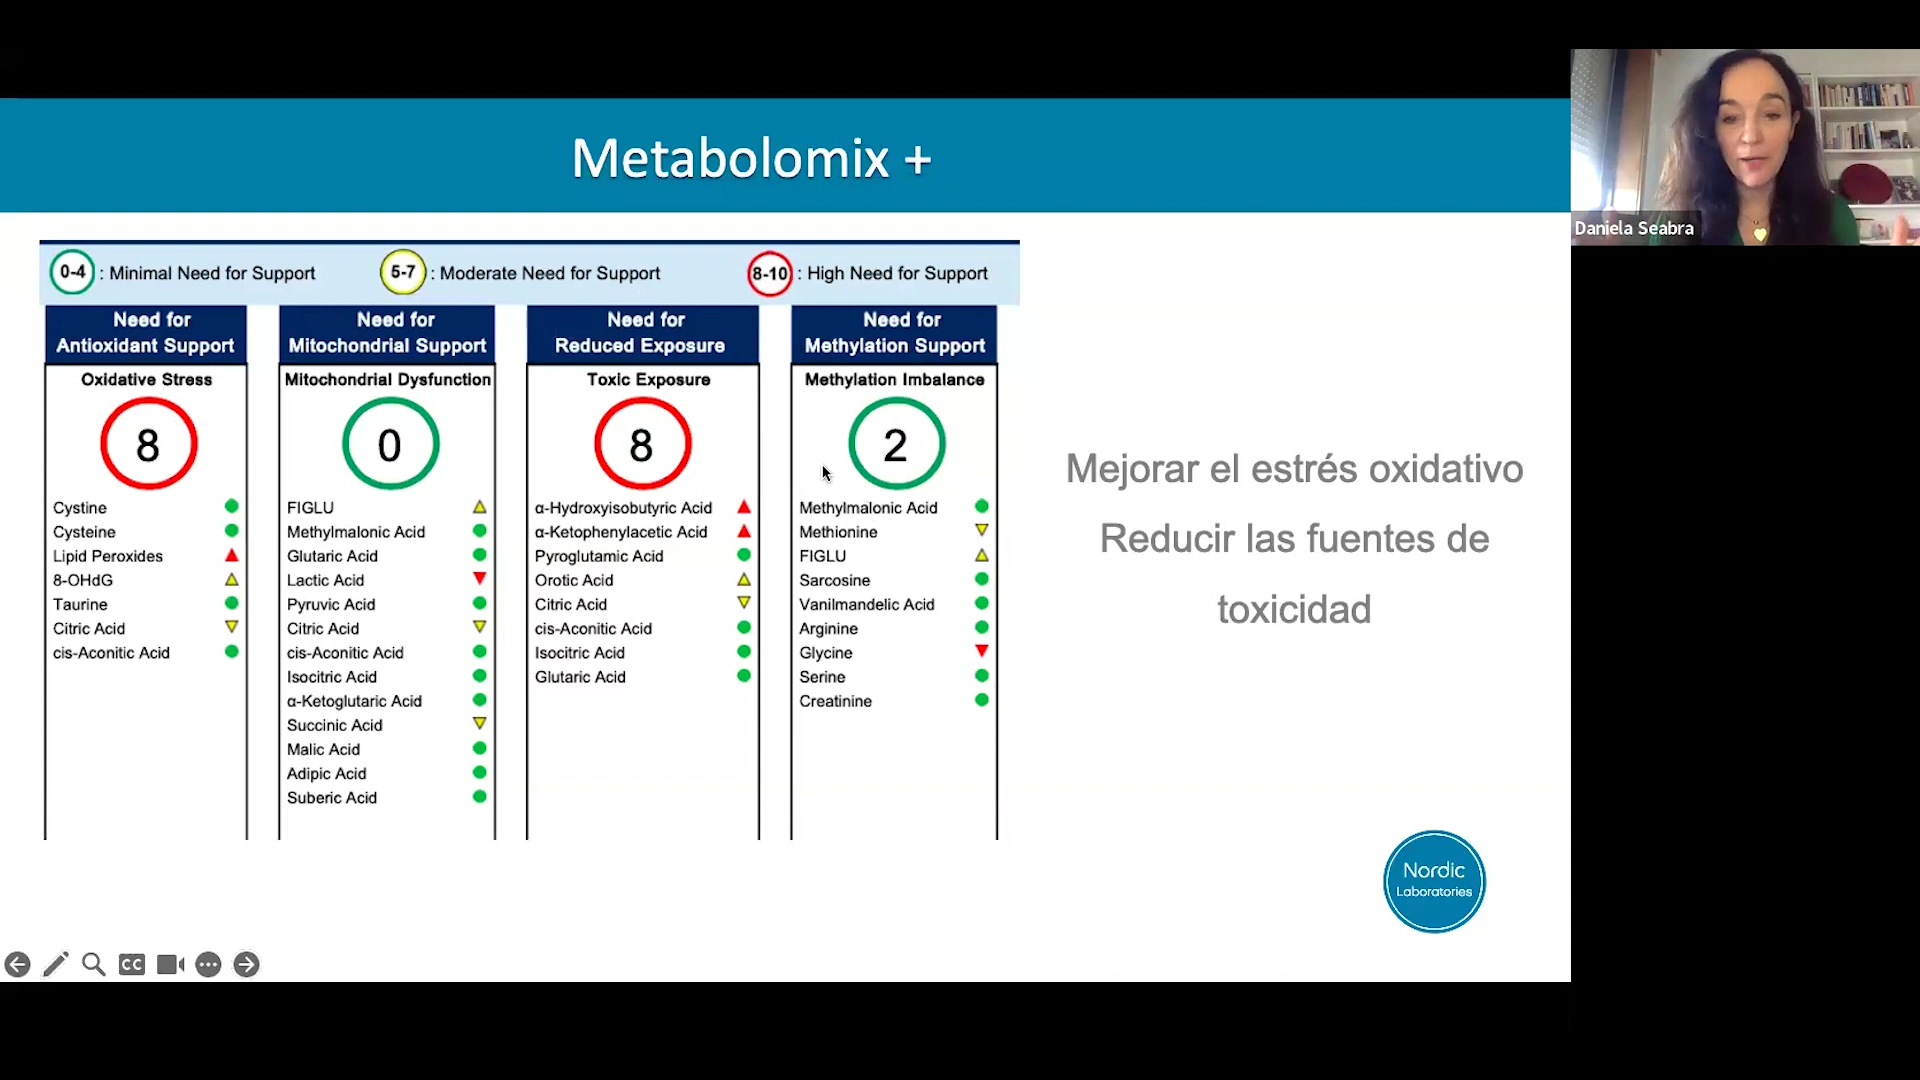 Metabolomix +
Daniela Seabra
0-4 : Minimal Need for Support
5-7 : Moderate Need for Support
8-10 : High Need for Support
Need for
Antioxidant Support
Oxidative Stress
8
Cystine
Cysteine
Lipid Peroxides
8-OHdG
Taurine
Citric Acid
cis-Aconitic Acid
Need for
Mitochondrial Support
Mitochondrial Dysfunction
0
FIGLU
Methylmalonic Acid
Glutaric Acid
Lactic Acid
Pyruvic Acid
Citric Acid
cis-Aconitic Acid
Isocitric Acid
α-Ketoglutaric Acid
Succinic Acid
Malic Acid
Adipic Acid
Suberic Acid
Need for
Reduced Exposure
Toxic Exposure
8
α-Hydroxyisobutyric Acid
α-Ketophenylacetic Acid
Pyroglutamic Acid
Orotic Acid
Citric Acid
cis-Aconitic Acid
Isocitric Acid
Glutaric Acid
Need for
Methylation Support
Methylation Imbalance
2
Methylmalonic Acid
Methionine
FIGLU
Sarcosine
Vanilmandelic Acid
Arginine
Glycine
Serine
Creatinine
Mejorar el estrés oxidativo
Reducir las fuentes de
toxicidad
Nordic
Laboratories
CC